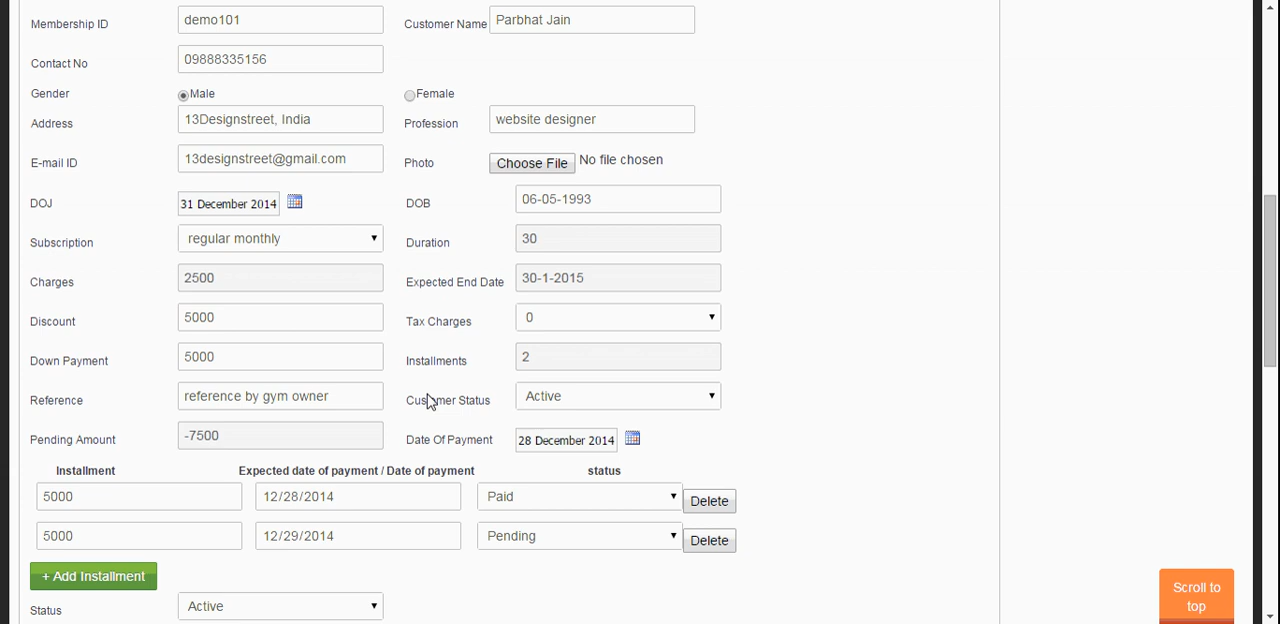 Membership ID demo101 Customer Name Parbhat Jain
Contact No 09888335156
Gender Male Female
Address 13Designstreet, India Profession website designer
E-mail ID 13designstreet@gmail.com Photo Choose File No file chosen
DOJ 31 December 2014 DOB 06-05-1993
Subscription regular monthly Duration 30
Charges 2500 Expected End Date 30-1-2015
Discount 5000 Tax Charges 0
Down Payment 5000 Installments 2
Reference reference by gym owner Customer Status Active
Pending Amount -7500 Date Of Payment 28 December 2014
Installment Expected date of payment / Date of payment status
5000 12/28/2014 Paid Delete
5000 12/29/2014 Pending Delete
+ Add Installment
Status Active
Scroll to
top